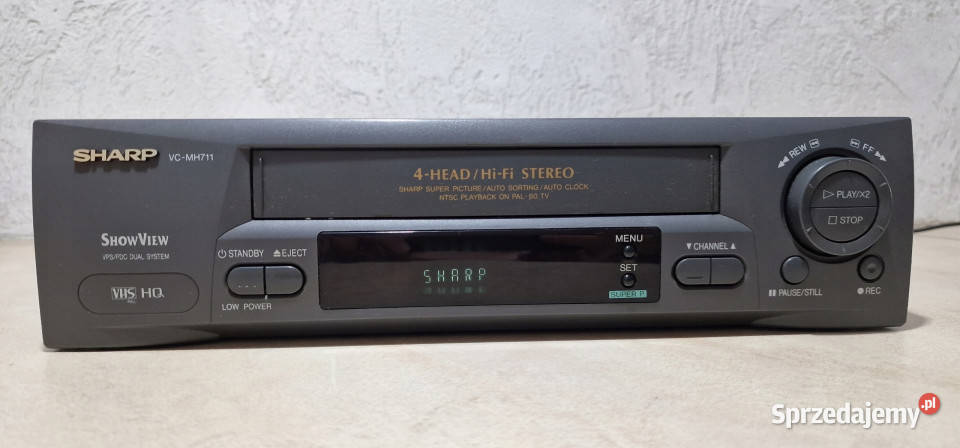 SHARP
VC-MH711
4-HEAD/Hi-Fi STEREO
SHARP SUPER PICTURE/AUTO SORTING/AUTO CLOCK
NTSC PLAYBACK ON PAL-60 TV
SHOWVIEW
VPS/PDC DUAL SYSTEM
VHS HQ
PAL
STANDBY EJECT
LOW POWER
SHARP
MENU
SET
SUPER P
CHANNEL
REW FF
PLAY/X2
STOP
PAUSE/STILL
REC
Sprzedajemy.pl